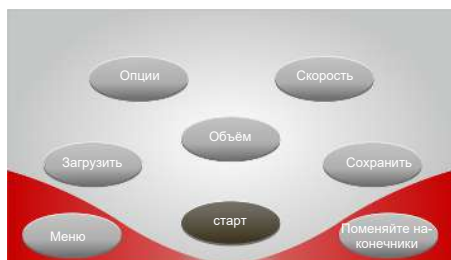 Опции
Скорость
Объём
Загрузить
Сохранить
старт
Меню
Поменяйте на-
конечники